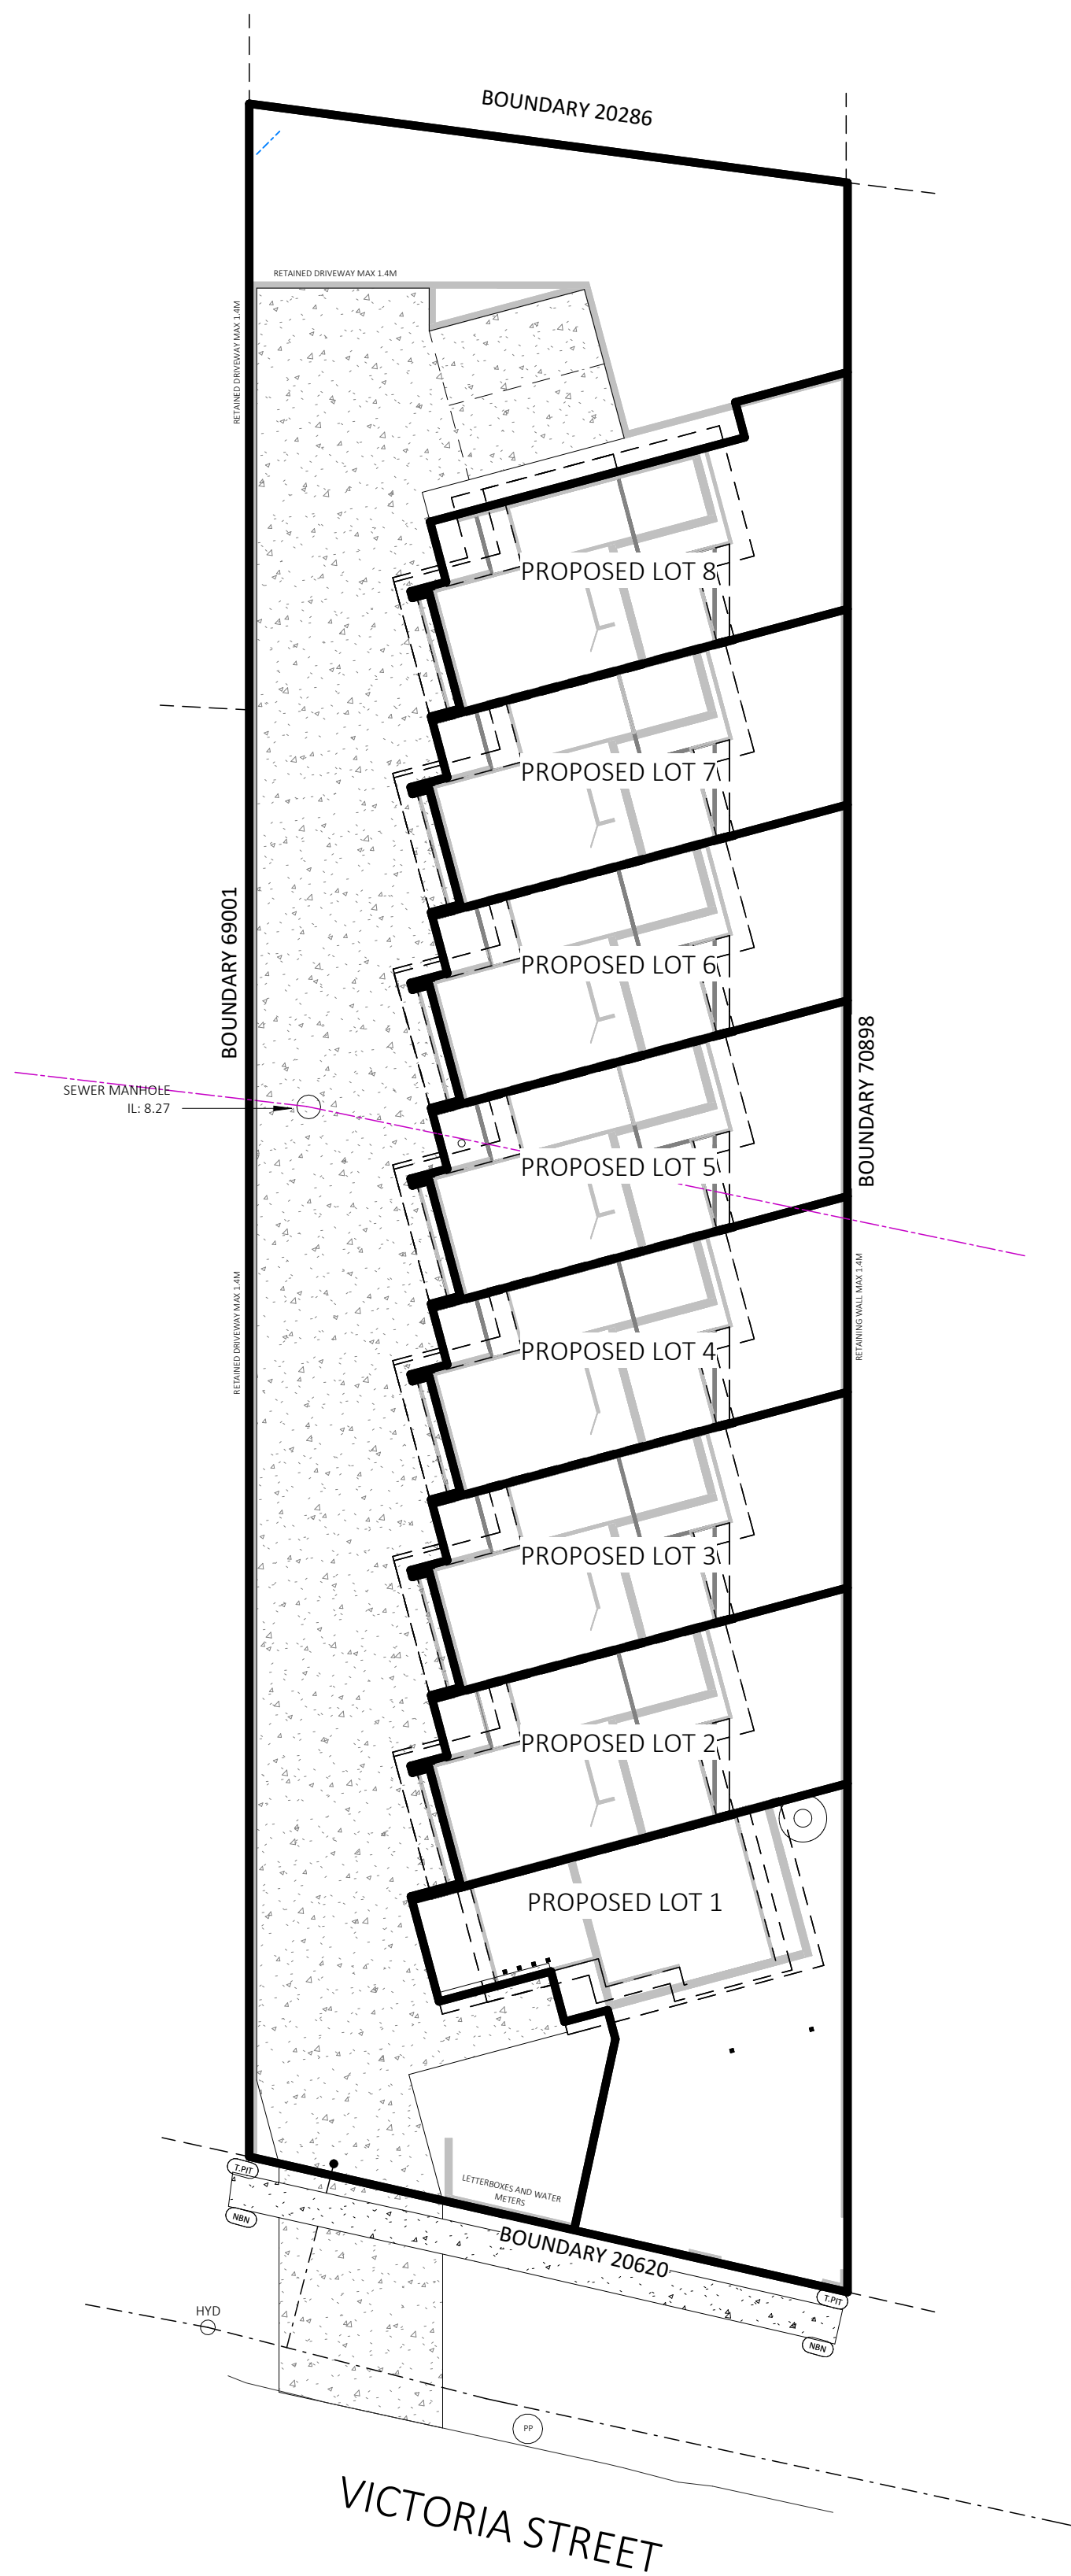 BOUNDARY 20286
RETAINED DRIVEWAY MAX 1.4M
RETAINED DRIVEWAY MAX 1.4M
PROPOSED LOT 8
PROPOSED LOT 7
BOUNDARY 69001
PROPOSED LOT 6
BOUNDARY 70898
SEWER MANHOLE
IL: 8.27
PROPOSED LOT 5
RETAINED DRIVEWAY MAX 1.4M
RETAINING WALL MAX 1.4M
PROPOSED LOT 4
PROPOSED LOT 3
PROPOSED LOT 2
PROPOSED LOT 1
T.PIT
NBN
LETTERBOXES AND WATER
METERS
BOUNDARY 20620
T.PIT
NBN
HYD
PP
VICTORIA STREET